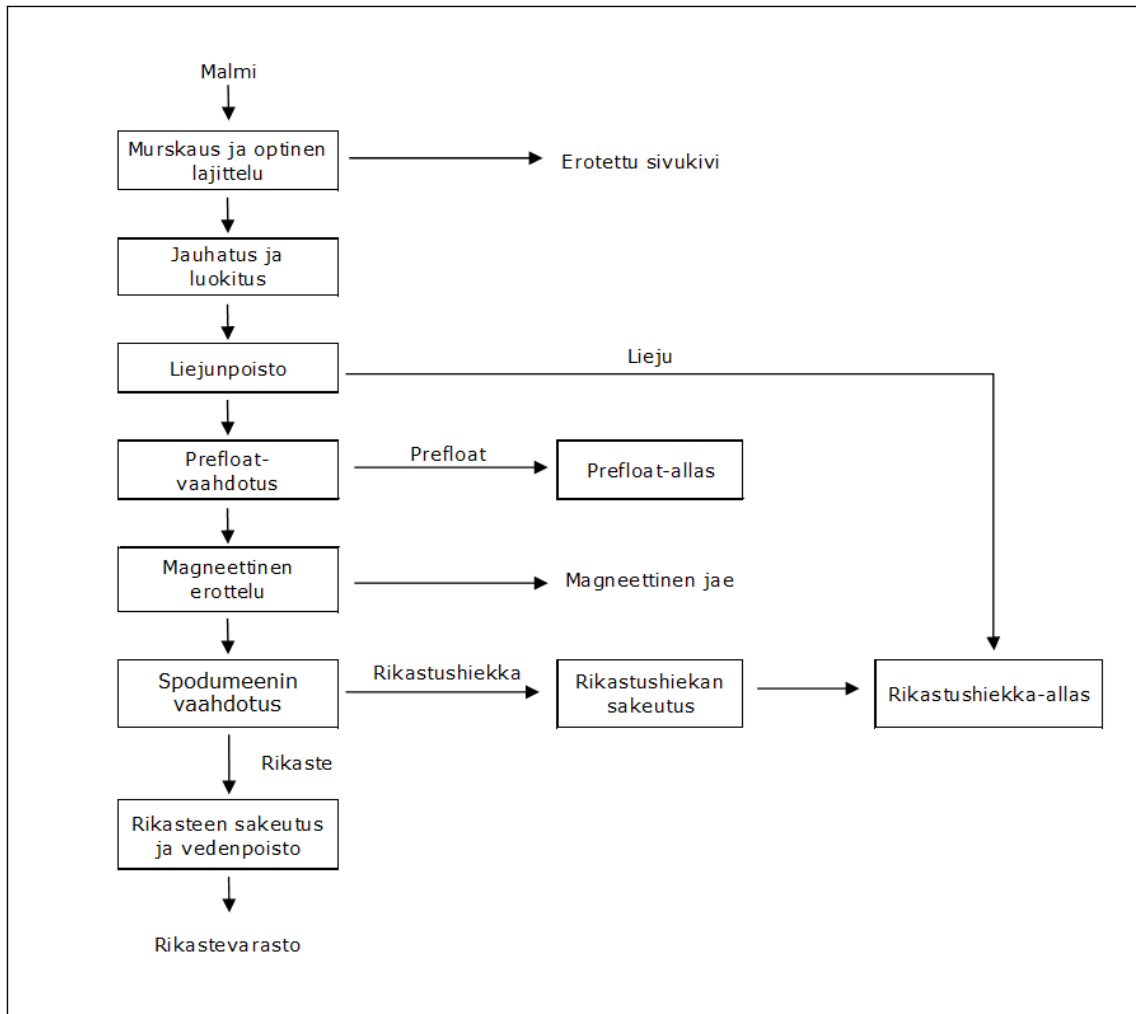 Malmi
Murskaus ja optinen
lajittelu
Erotettu sivukivi
Jauhatus ja
luokitus
Liejunpoisto
Lieju
Prefloat-
vaahdotus
Prefloat
Prefloat-allas
Magneettinen
erottelu
Magneettinen jae
Spodumeenin
vaahdotus
Rikastushiekka
Rikastushiekan
sakeutus
Rikastushiekka-allas
Rikaste
Rikasteen sakeutus
ja vedenpoisto
Rikastevarasto